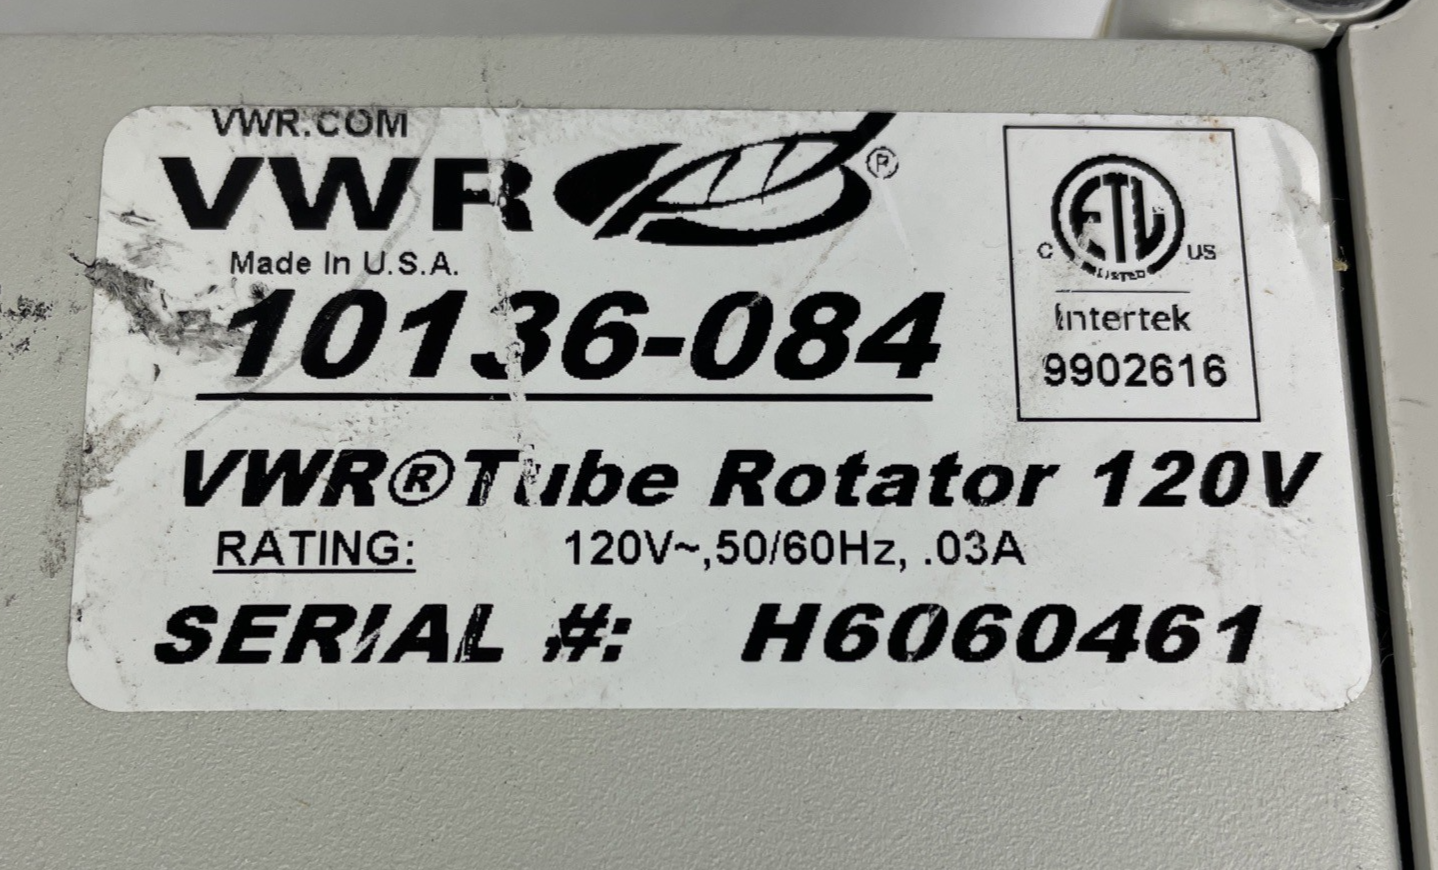 VWR.COM
VWR®
Made In U.S.A.
10136-084
C ETL US
LISTED
Intertek
9902616
VWR®Tube Rotator 120V
RATING: 120V~,50/60Hz, .03A
SERIAL #: H6060461